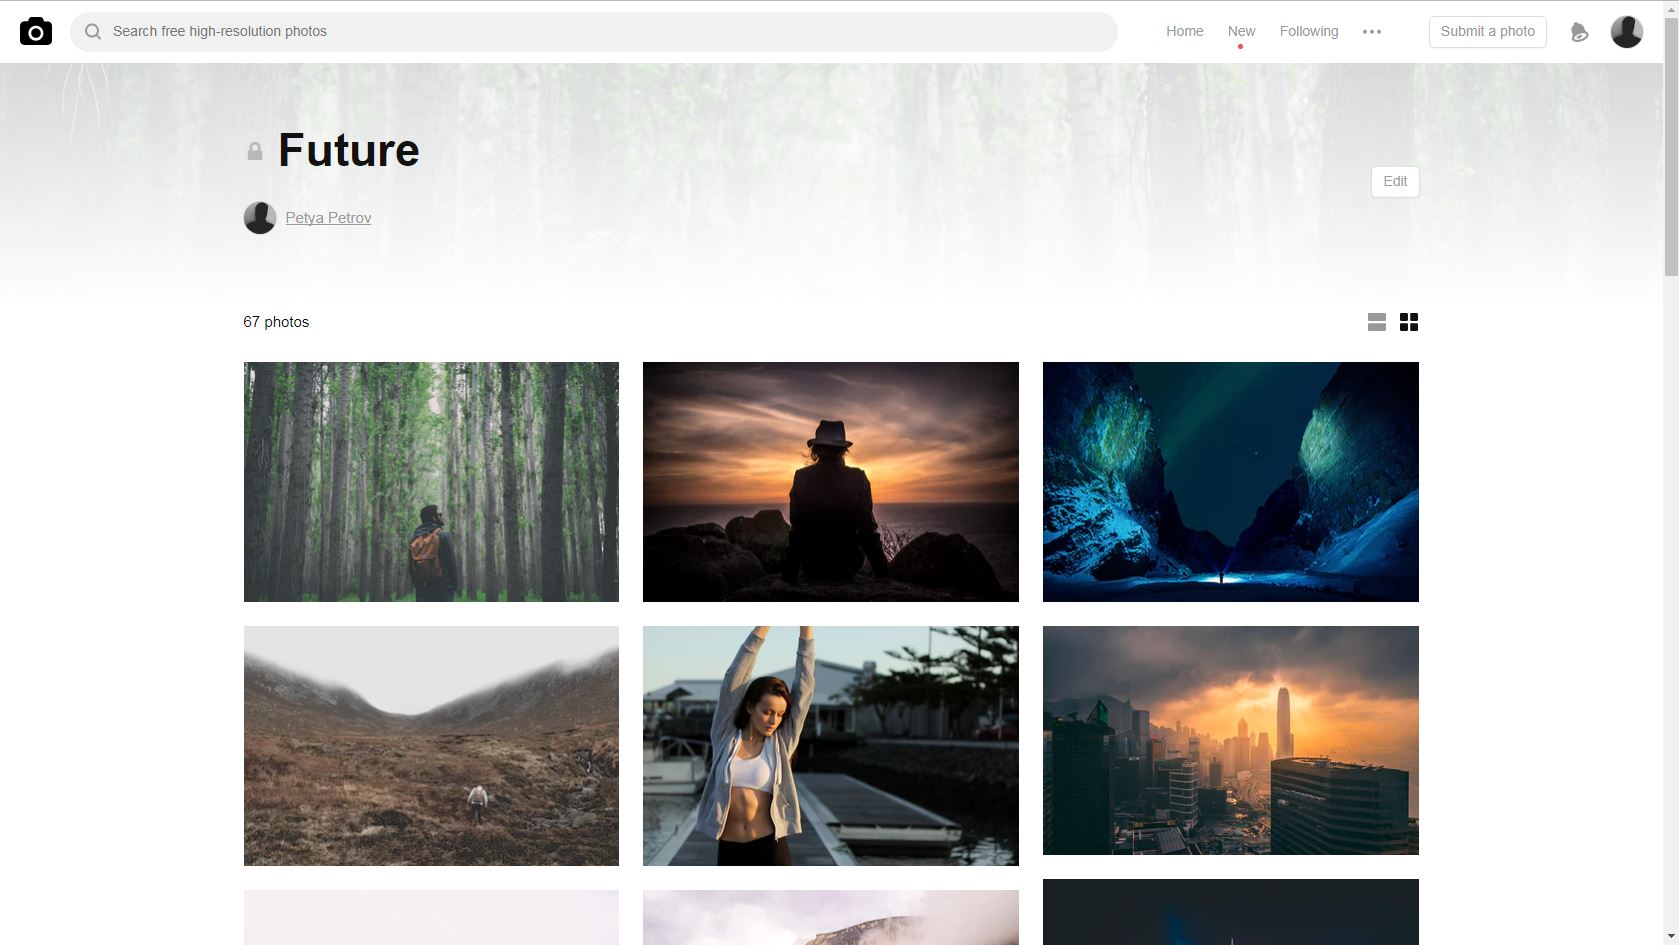 Search free high-resolution photos
Home New Following Submit a photo
Future
Edit
Petya Petrov
67 photos